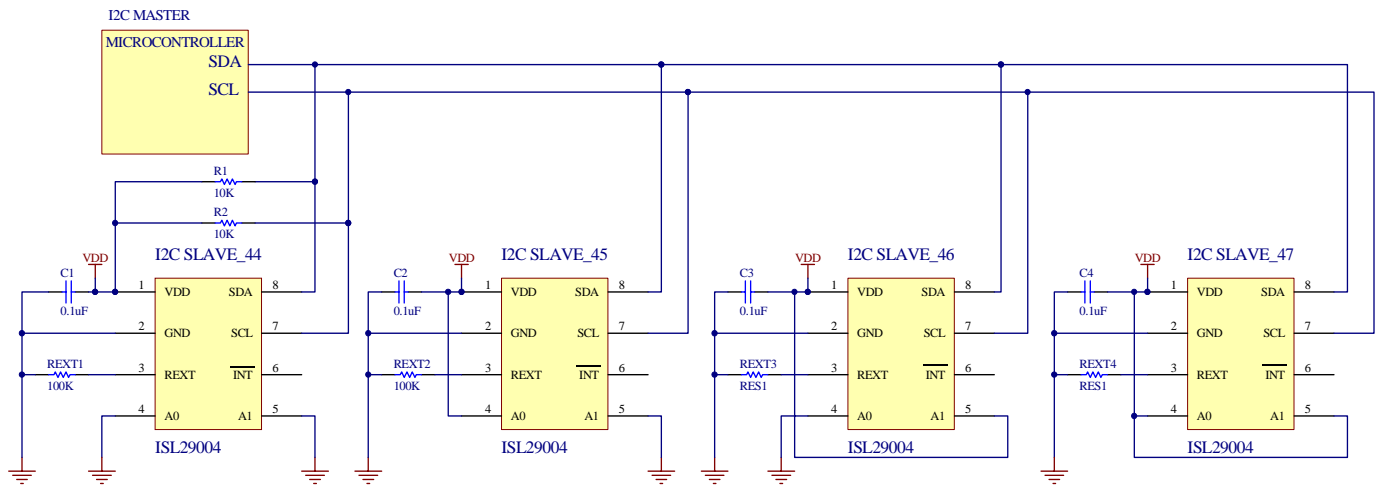 I2C MASTER
MICROCONTROLLER
SDA
SCL
R1
10K
R2
10K
I2C SLAVE_44
I2C SLAVE_45
I2C SLAVE_46
I2C SLAVE_47
C1
VDD
0.1uF
1
VDD
SDA
8
2
GND
SCL
7
REXT1
100K
3
REXT
INT
6
4
A0
A1
5
ISL29004
C2
VDD
0.1uF
1
VDD
SDA
8
2
GND
SCL
7
REXT2
100K
3
REXT
INT
6
4
A0
A1
5
ISL29004
C3
VDD
0.1uF
1
VDD
SDA
8
2
GND
SCL
7
REXT3
RES1
3
REXT
INT
6
4
A0
A1
5
ISL29004
C4
VDD
0.1uF
1
VDD
SDA
8
2
GND
SCL
7
REXT4
RES1
3
REXT
INT
6
4
A0
A1
5
ISL29004